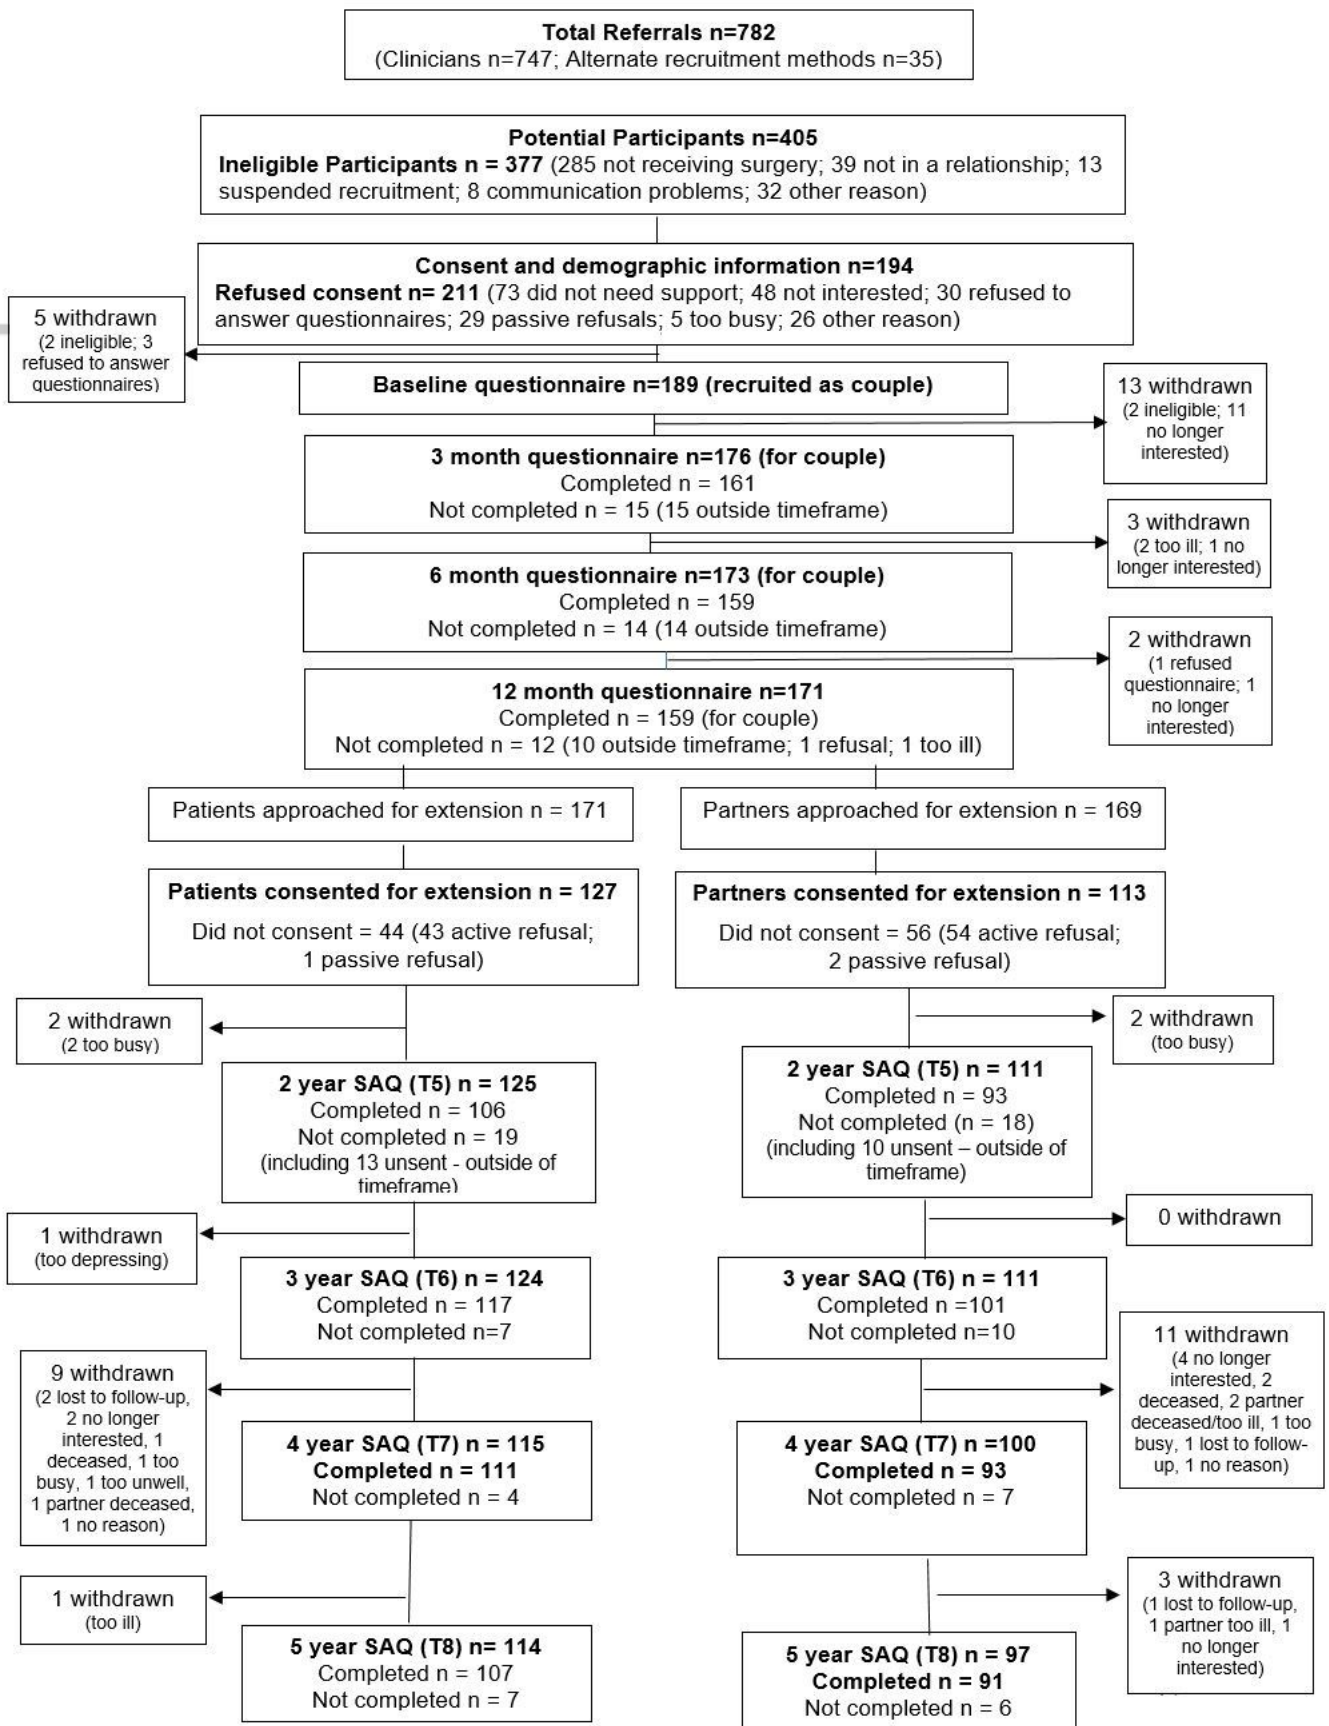 Total Referrals n=782
(Clinicians n=747; Alternate recruitment methods n=35)
Potential Participants n=405
Ineligible Participants n = 377 (285 not receiving surgery; 39 not in a relationship; 13
suspended recruitment; 8 communication problems; 32 other reason)
Consent and demographic information n=194
Refused consent n= 211 (73 did not need support; 48 not interested; 30 refused to
answer questionnaires; 29 passive refusals; 5 too busy; 26 other reason)
5 withdrawn
(2 ineligible; 3
refused to answer
questionnaires)
Baseline questionnaire n=189 (recruited as couple)
13 withdrawn
(2 ineligible; 11
no longer
interested)
3 month questionnaire n=176 (for couple)
Completed n = 161
Not completed n = 15 (15 outside timeframe)
3 withdrawn
(2 too ill; 1 no
longer interested)
6 month questionnaire n=173 (for couple)
Completed n = 159
Not completed n = 14 (14 outside timeframe)
2 withdrawn
(1 refused
questionnaire; 1
no longer
interested)
12 month questionnaire n=171
Completed n = 159 (for couple)
Not completed n = 12 (10 outside timeframe; 1 refusal; 1 too ill)
Patients approached for extension n = 171
Partners approached for extension n = 169
Patients consented for extension n = 127
Did not consent = 44 (43 active refusal;
1 passive refusal)
Partners consented for extension n = 113
Did not consent = 56 (54 active refusal;
2 passive refusal)
2 withdrawn
(2 too busy)
2 withdrawn
(too busy)
2 year SAQ (T5) n = 125
Completed n = 106
Not completed n = 19
(including 13 unsent - outside of
timeframe)
2 year SAQ (T5) n = 111
Completed n = 93
Not completed (n = 18)
(including 10 unsent – outside of
timeframe)
1 withdrawn
(too depressing)
0 withdrawn
3 year SAQ (T6) n = 124
Completed n = 117
Not completed n=7
3 year SAQ (T6) n = 111
Completed n =101
Not completed n=10
9 withdrawn
(2 lost to follow-up,
2 no longer
interested, 1
deceased, 1 too
busy, 1 too unwell,
1 partner deceased,
1 no reason)
11 withdrawn
(4 no longer
interested, 2
deceased, 2 partner
deceased/too ill, 1 too
busy, 1 lost to follow-
up, 1 no reason)
4 year SAQ (T7) n = 115
Completed n = 111
Not completed n = 4
4 year SAQ (T7) n =100
Completed n = 93
Not completed n = 7
1 withdrawn
(too ill)
3 withdrawn
(1 lost to follow-up,
1 partner too ill, 1
no longer
interested)
5 year SAQ (T8) n= 114
Completed n = 107
Not completed n = 7
5 year SAQ (T8) n = 97
Completed n = 91
Not completed n = 6